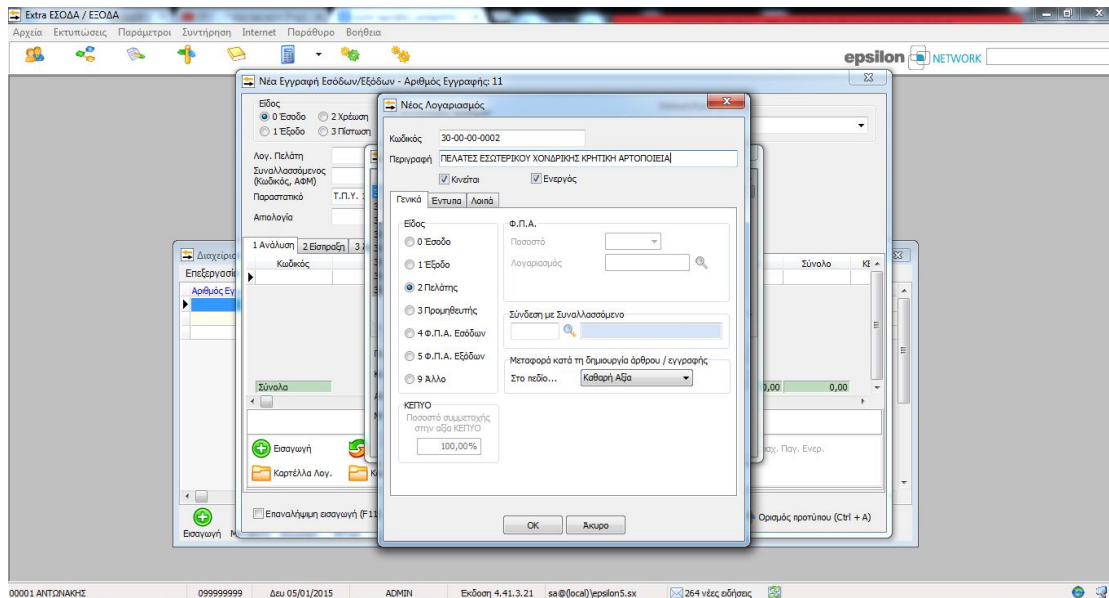 Extra ΕΣΟΔΑ / ΕΞΟΔΑ
Αρχεία Εκτυπώσεις Παράμετροι Συντήρηση Internet Παράθυρο Βοήθεια
epsilon NETWORK
Νέα Εγγραφή Εσόδων/Εξόδων - Αριθμός Εγγραφής: 11
Είδος
0 Έσοδο 2 Χρέωση
1 Έξοδο 3 Πίστωση
Λογ. Πελάτη
Συναλλασσόμενος
(Κωδικός, ΑΦΜ)
Παραστατικό Τ.Π.Υ.
Αιτιολογία
1 Ανάλυση 2 Είσπραξη 3
Κωδικός Σύνολο
Σύνολα 0,00 0,00
Εισαγωγή
Καρτέλλα Λογ.
Επαναλήψιμη εισαγωγή (F11
Παγ. Ενερ.
Ορισμός προτύπου (Ctrl + A)
Επεξεργασία
Αριθμός Εγ
Εισαγωγή
Νέος Λογαριασμός
Κωδικός 30-00-00-0002
Περιγραφή ΠΕΛΑΤΕΣ ΕΣΩΤΕΡΙΚΟΥ ΧΟΝΔΡΙΚΗΣ ΚΡΗΤΙΚΗ ΑΡΤΟΠΟΙΕΙΑ
Κινείται Ενεργός
Γενικά Εντυπα Λοιπά
Είδος
0 Έσοδο
1 Έξοδο
2 Πελάτης
3 Προμηθευτής
4 Φ.Π.Α. Εσόδων
5 Φ.Π.Α. Εξόδων
9 Άλλο
ΚΕΠΥΟ
Ποσοστό συμμετοχής
στην αξία ΚΕΠΥΟ
100,00%
Φ.Π.Α.
Ποσοστό
Λογαριασμός
Σύνδεση με Συναλλασσόμενο
Μεταφορά κατά τη δημιουργία άρθρου / εγγραφής
Στο πεδίο... Καθαρή Αξία
OK Άκυρο
00001 ΑΝΤΩΝΑΚΗΣ 099999999 Δευ 05/01/2015 ADMIN Έκδοση 4.41.3.21 sa@(local)\epsilon5.sx 264 νέες ειδήσεις